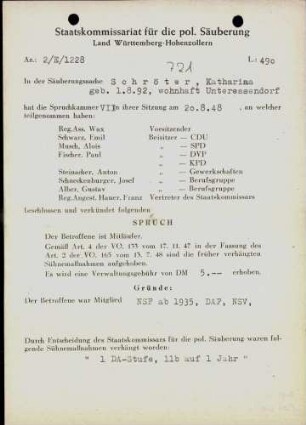 Staatskommissariat für die pol. Säuberung
Land Württemberg-Hohenzollern
Az.: 2/E/1228 721 L: 490
In der Säuberungssache Schröter, Katharina
geb. 1.8.92, wohnhaft Unteressendorf
hat die Spruchkammer VII in ihrer Sitzung am 20.8.48 , an welcher
teilgenommen haben:
Reg.Ass. Wax Vorsitzender
Schwarz, Emil Beisitzer — CDU
Musch, Alois „ — SPD
Fischer, Paul „ — DVP
„ — KPD
Steinacher, Anton „ — Gewerkschaften
Schneckenburger, Josef „ — Berufsgruppe
Alber, Gustav „ — Berufsgruppe
Reg.Angest. Hauer, Franz Vertreter des Staatskommissars
beschlossen und verkündet folgenden
SPRUCH
Der Betroffene ist Mitläufer.
Gemäß Art. 4 der VO. 175 vom 17. 11. 47 in der Fassung des
Art. 2 der VO. 165 vom 13. 7. 48 sind die früher verhängten
Sühnemaßnahmen aufgehoben.
Es wird eine Verwaltungsgebühr von DM 5,-- erhoben.
Gründe:
Der Betroffene war Mitglied NSF ab 1935, DAF, NSV,
Durch Entscheidung des Staatskommissars für die pol. Säuberung waren folgende Sühnemaßnahmen verhängt worden:
" 1 DA-Stufe, 11b auf 1 Jahr "